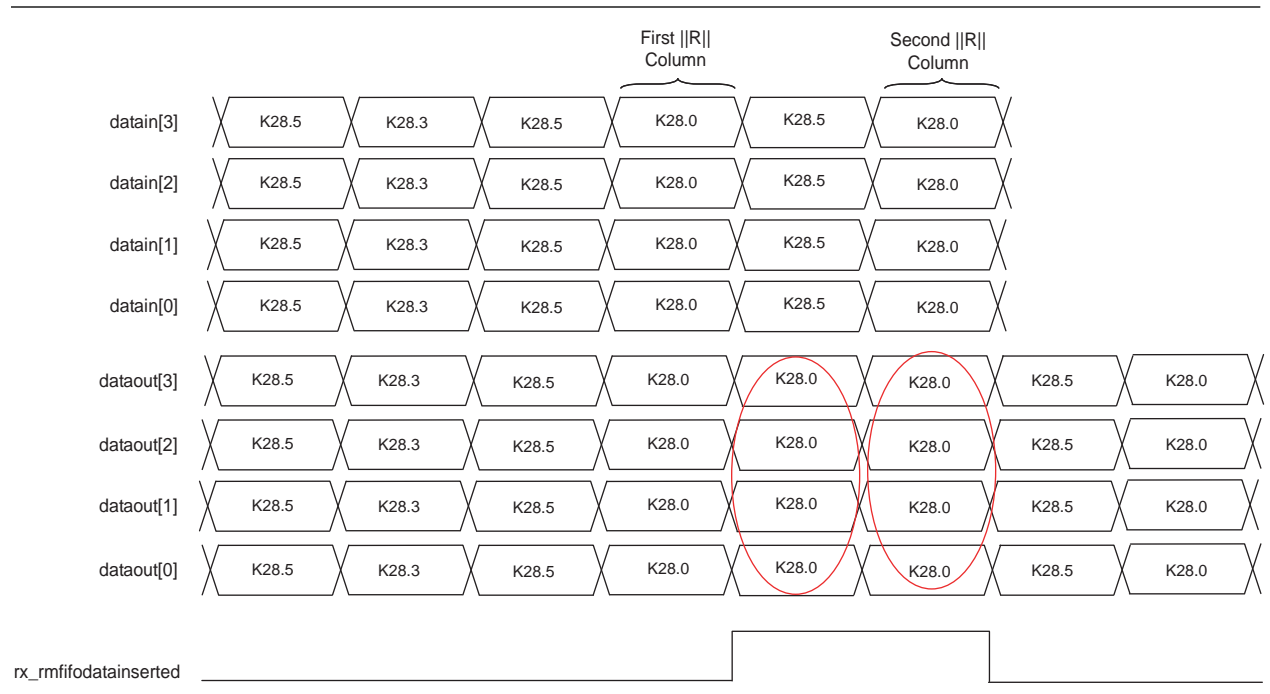 First ||R||
Column
Second ||R||
Column
datain[3] K28.5 K28.3 K28.5 K28.0 K28.5 K28.0
datain[2] K28.5 K28.3 K28.5 K28.0 K28.5 K28.0
datain[1] K28.5 K28.3 K28.5 K28.0 K28.5 K28.0
datain[0] K28.5 K28.3 K28.5 K28.0 K28.5 K28.0
dataout[3] K28.5 K28.3 K28.5 K28.0 K28.0 K28.0 K28.5 K28.0
dataout[2] K28.5 K28.3 K28.5 K28.0 K28.0 K28.0 K28.5 K28.0
dataout[1] K28.5 K28.3 K28.5 K28.0 K28.0 K28.0 K28.5 K28.0
dataout[0] K28.5 K28.3 K28.5 K28.0 K28.0 K28.0 K28.5 K28.0
rx_rmfifodatainserted